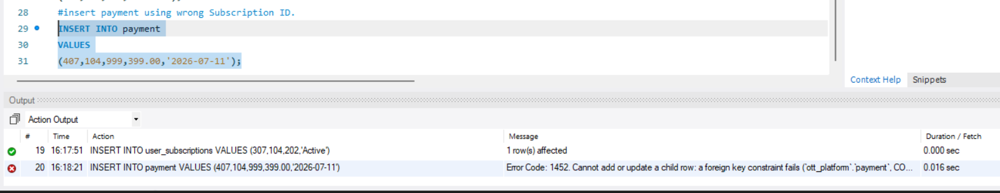 28 #insert payment using wrong Subscription ID.
29 INSERT INTO payment
30 VALUES
31 (407,104,999,399.00,'2026-07-11');
Context Help Snippets
Output
Action Output
# Time Action Message Duration / Fetch
19 16:17:51 INSERT INTO user_subscriptions VALUES (307,104,202,'Active') 1 row(s) affected 0.000 sec
20 16:18:21 INSERT INTO payment VALUES (407,104,999,399.00,'2026-07-11') Error Code: 1452. Cannot add or update a child row: a foreign key constraint fails (`ott_platform`.`payment`, CO... 0.016 sec